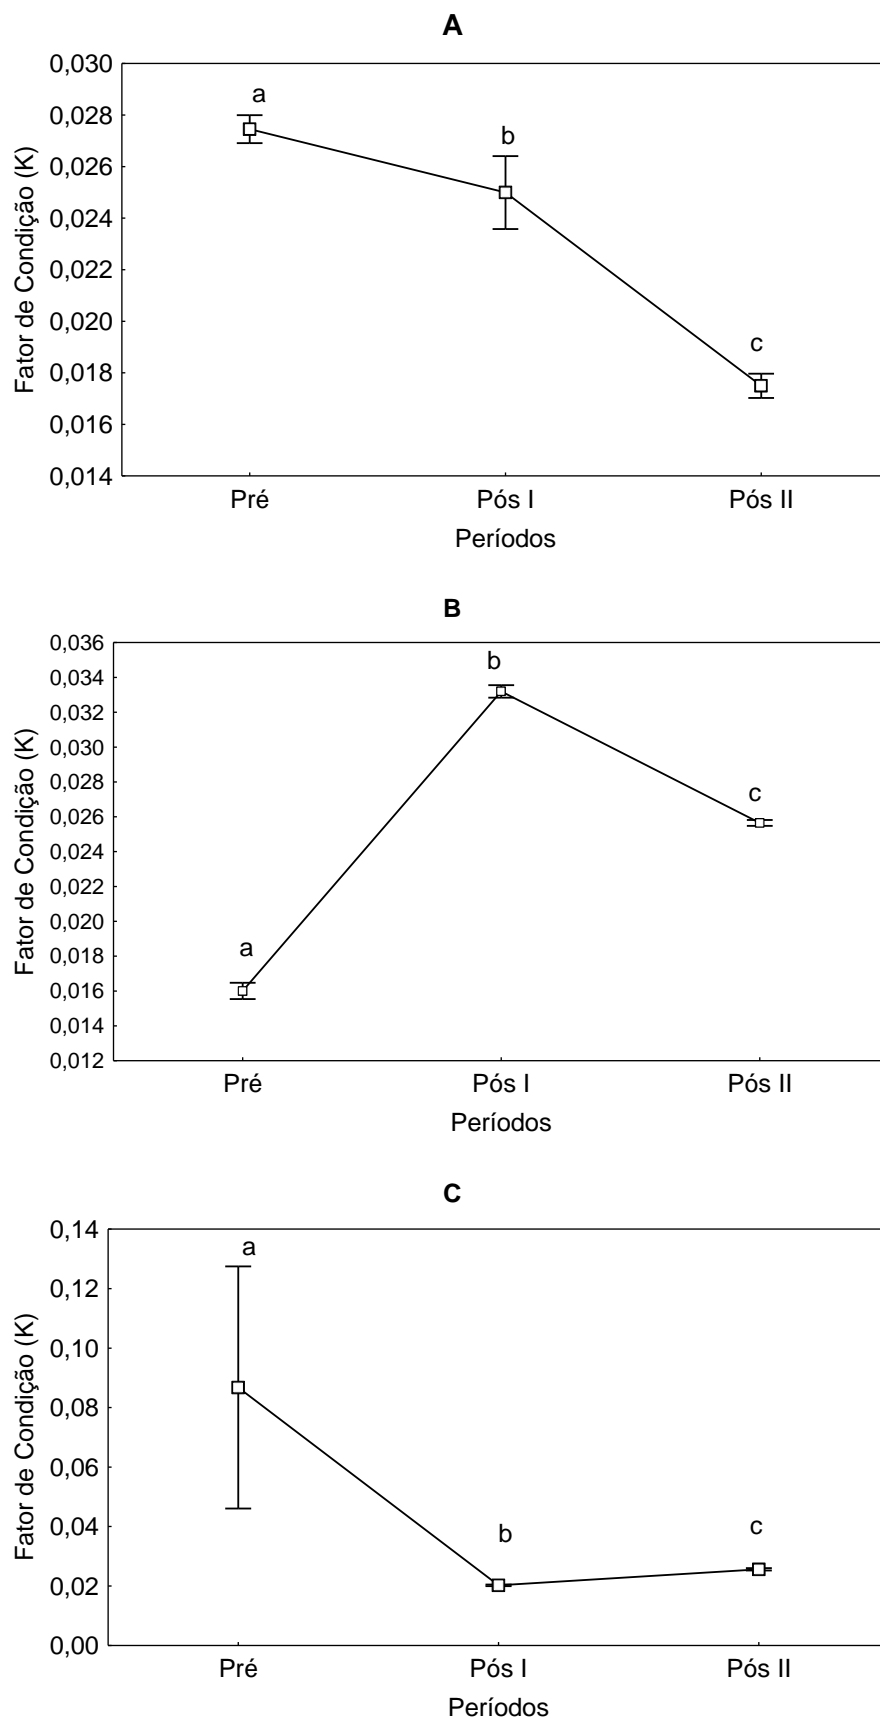 A
0,030
0,028
0,026
0,024
0,022
0,020
0,018
0,016
0,014
Fator de Condição (K)
a
b
c
Pré Pós I Pós II
Períodos
B
0,036
0,034
0,032
0,030
0,028
0,026
0,024
0,022
0,020
0,018
0,016
0,014
0,012
Fator de Condição (K)
a
b
c
Pré Pós I Pós II
Períodos
C
0,14
0,12
0,10
0,08
0,06
0,04
0,02
0,00
Fator de Condição (K)
a
b
c
Pré Pós I Pós II
Períodos